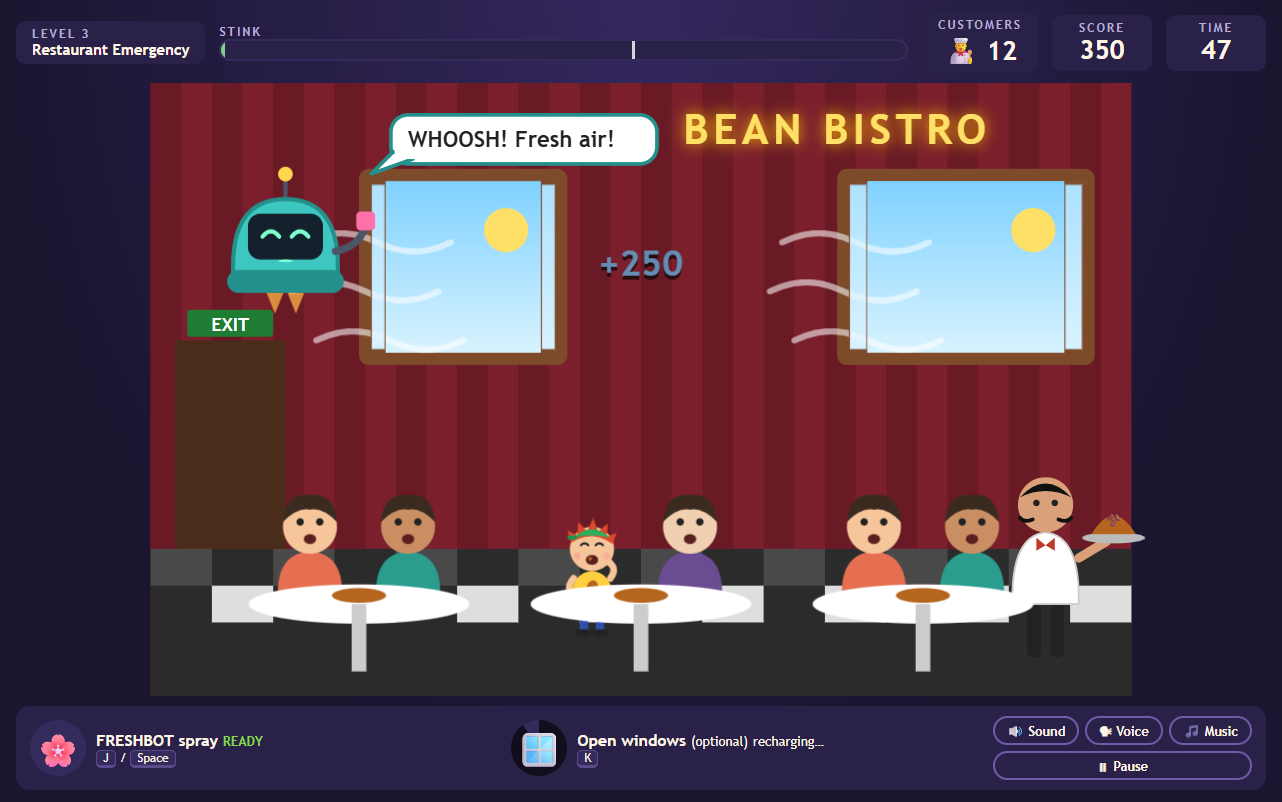 LEVEL 3
Restaurant Emergency
STINK
CUSTOMERS
12
SCORE
350
TIME
47
WHOOSH! Fresh air!
BEAN BISTRO
+250
EXIT
FRESHBOT spray READY
J / Space
Open windows (optional) recharging...
K
Sound
Voice
Music
Pause